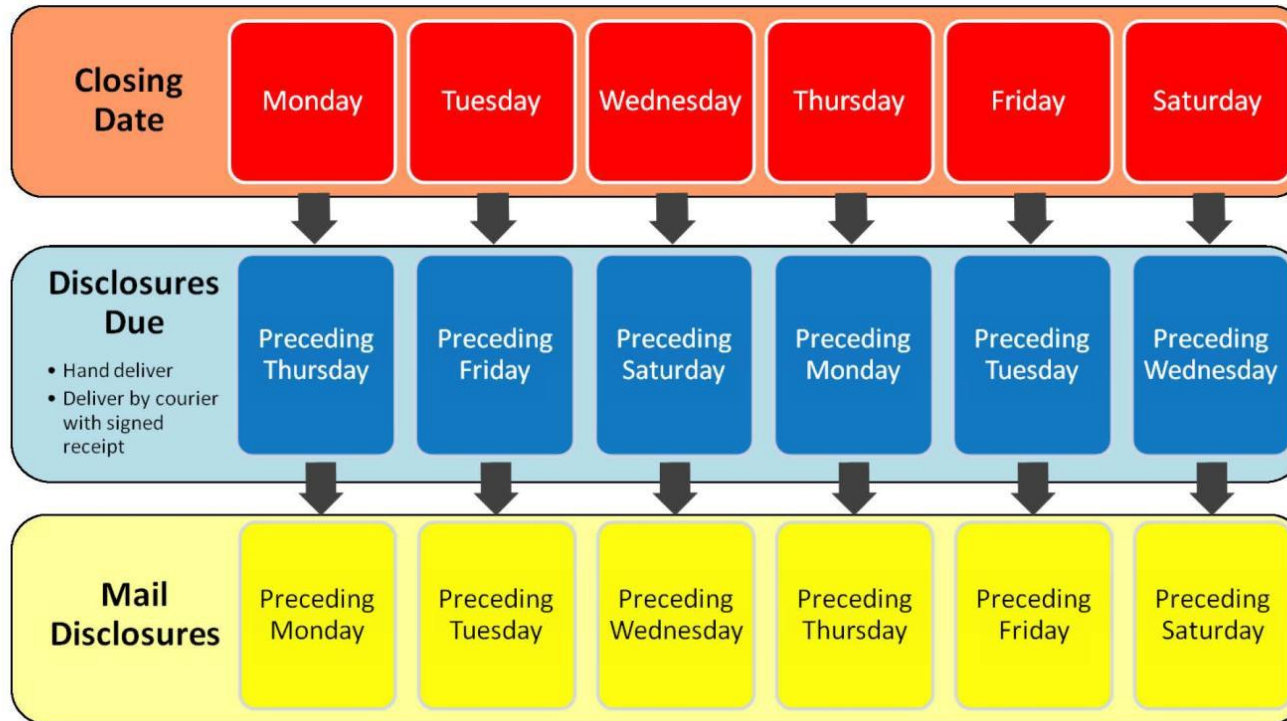 Closing
Date
Monday
Tuesday
Wednesday
Thursday
Friday
Saturday
Disclosures
Due
• Hand deliver
• Deliver by courier
with signed
receipt
Preceding
Thursday
Preceding
Friday
Preceding
Saturday
Preceding
Monday
Preceding
Tuesday
Preceding
Wednesday
Mail
Disclosures
Preceding
Monday
Preceding
Tuesday
Preceding
Wednesday
Preceding
Thursday
Preceding
Friday
Preceding
Saturday